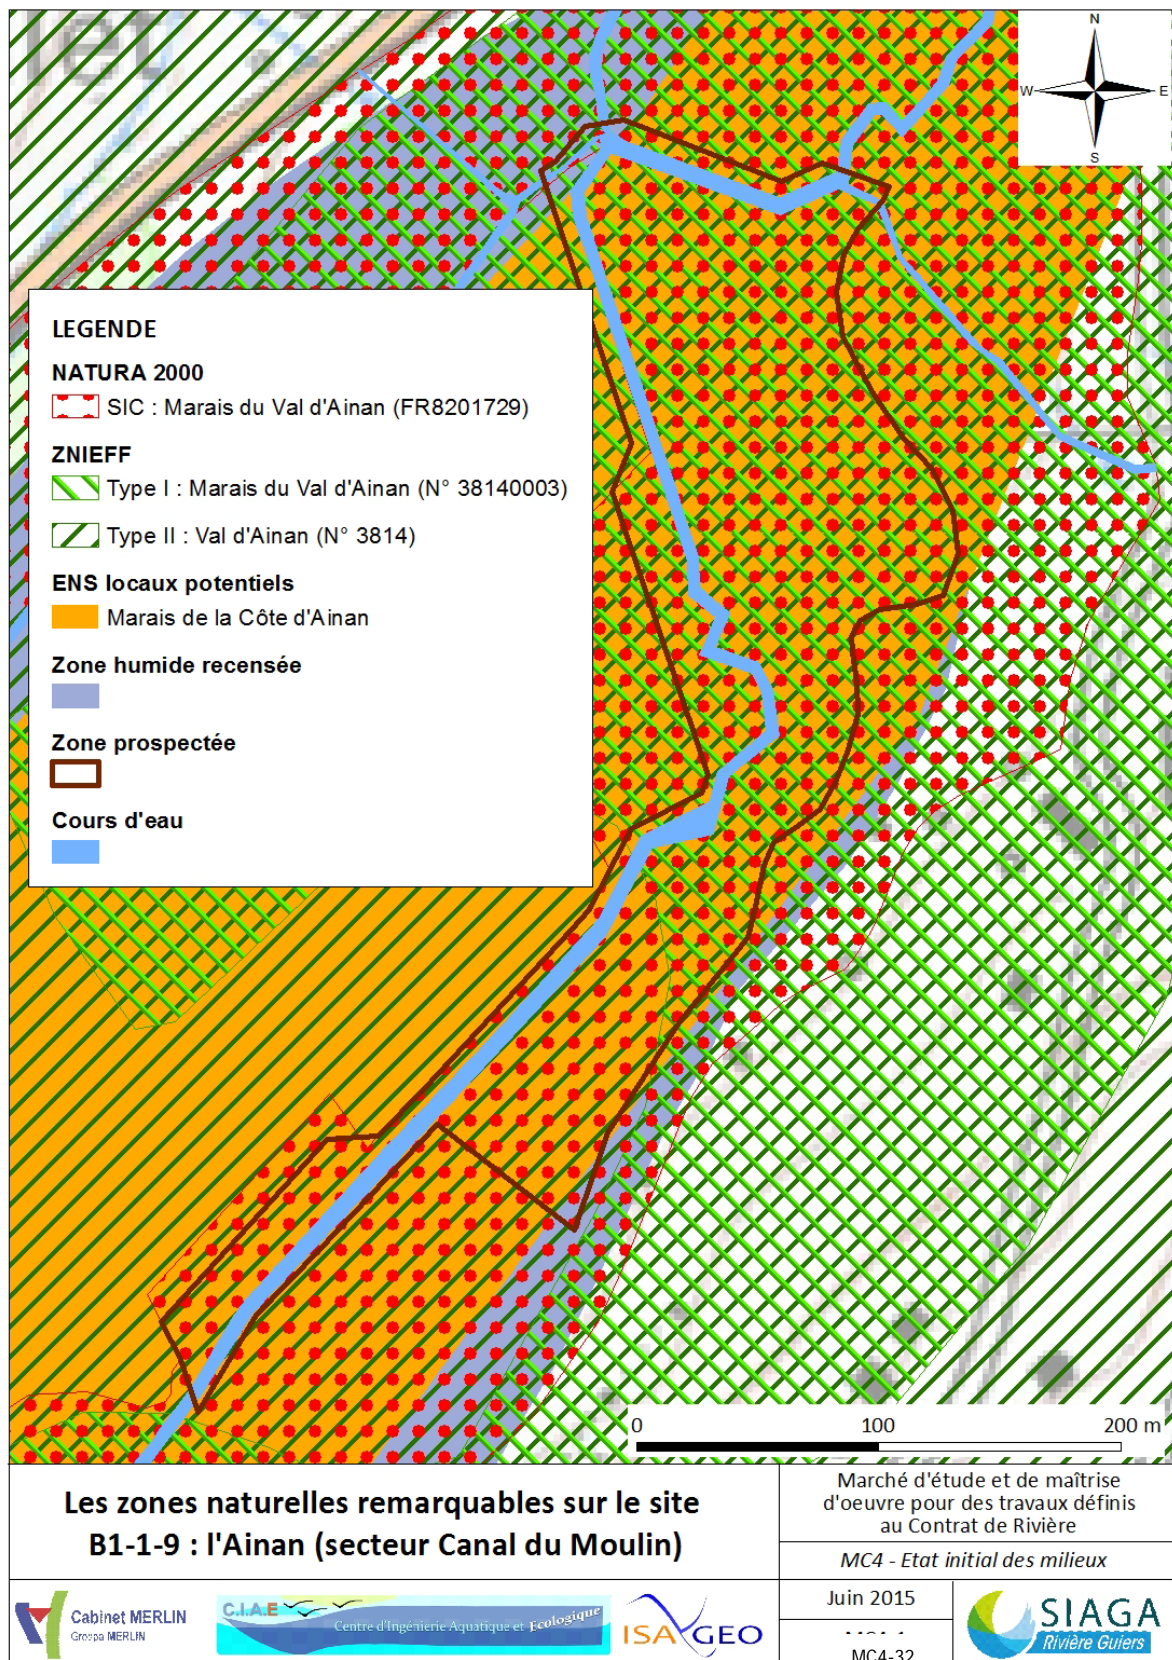 let
N
W
E
S
LEGENDE
NATURA 2000
SIC : Marais du Val d'Ainan (FR8201729)
ZNIEFF
Type I : Marais du Val d'Ainan (N° 38140003)
Type II : Val d'Ainan (N° 3814)
ENS locaux potentiels
Marais de la Côte d'Ainan
Zone humide recensée
Zone prospectée
Cours d'eau
0 100 200 m
Les zones naturelles remarquables sur le site
B1-1-9 : l'Ainan (secteur Canal du Moulin)
Marché d'étude et de maîtrise
d'oeuvre pour des travaux définis
au Contrat de Rivière
MC4 - Etat initial des milieux
Juin 2015
MC4-32
Cabinet MERLIN
Groupe MERLIN
C.I.A.E
Centre d'Ingénierie Aquatique et Ecologique
ISA GEO
SIAGA
Rivière Guiers